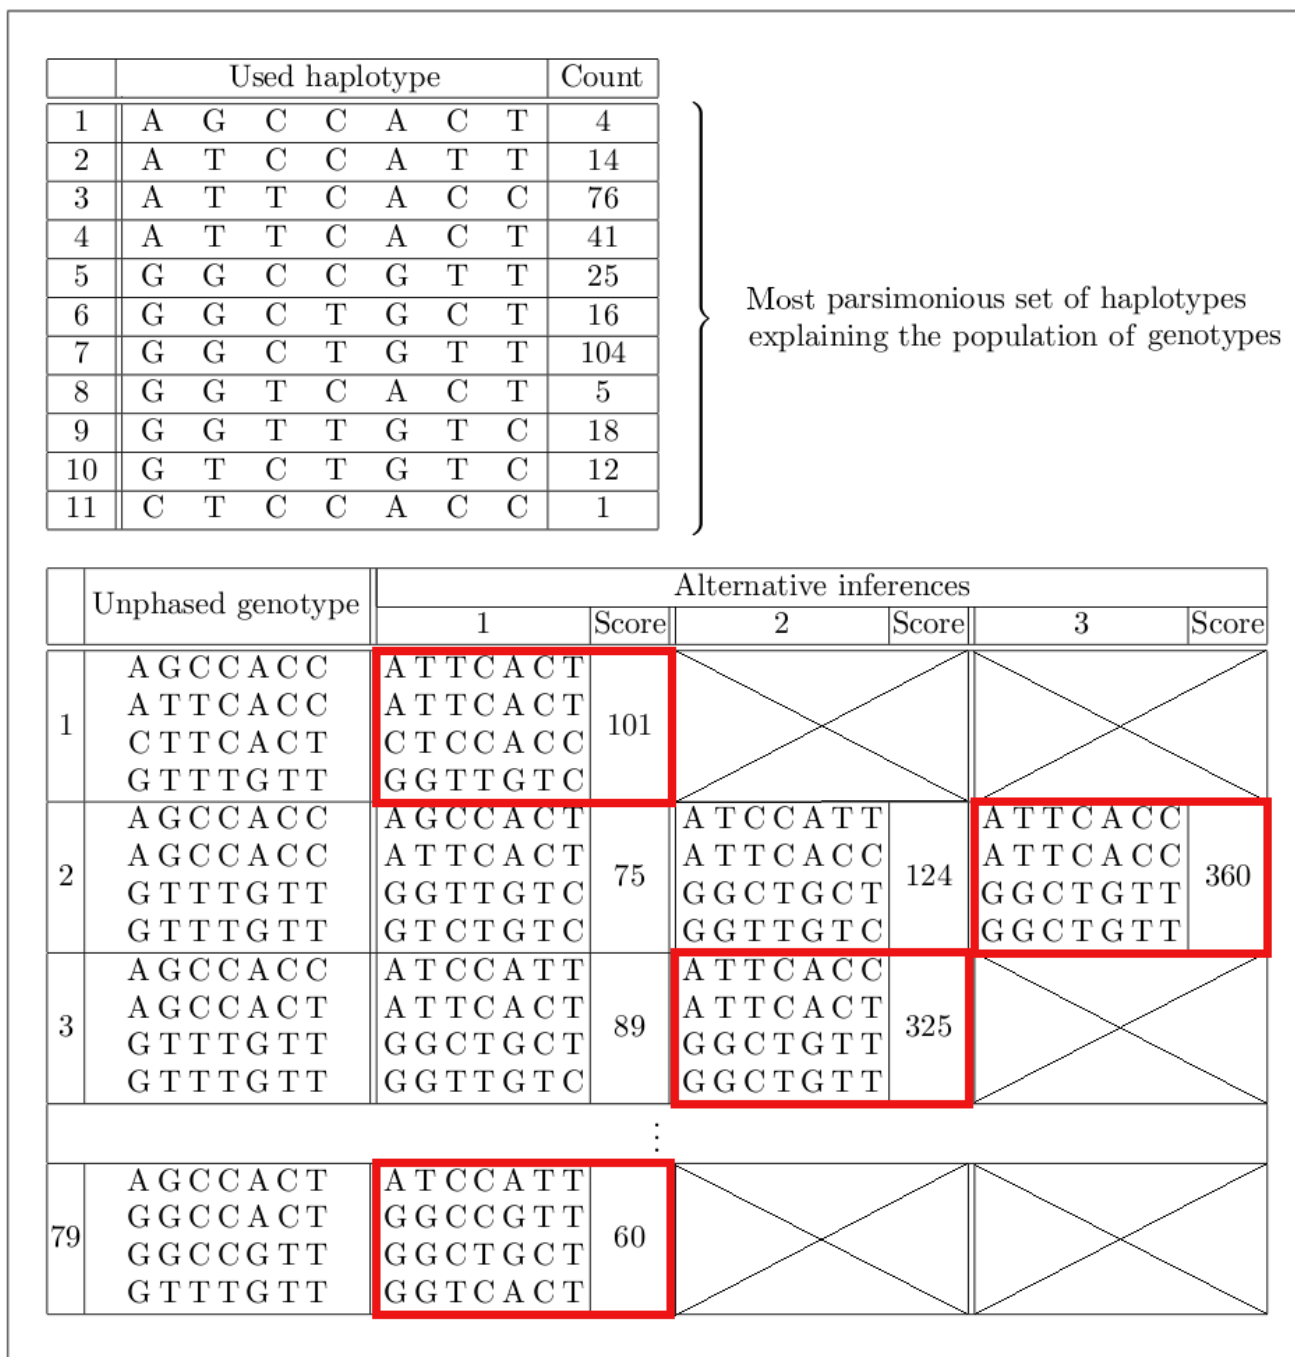 Used haplotype Count
1 A G C C A C T 4
2 A T C C A T T 14
3 A T T C A C C 76
4 A T T C A C T 41
5 G G C C G T T 25
6 G G C T G C T 16
7 G G C T G T T 104
8 G G T C A C T 5
9 G G T T G T C 18
10 G T C T G T C 12
11 C T C C A C C 1
Most parsimonious set of haplotypes
explaining the population of genotypes
Unphased genotype Alternative inferences
1 Score 2 Score 3 Score
1
A G C C A C C
A T T C A C C
C T T C A C T
G T T T G T T
A T T C A C T
A T T C A C T
C T C C A C C
G G T T G T C
101
2
A G C C A C C
A G C C A C C
G T T T G T T
G T T T G T T
A G C C A C T
A T T C A C T
G G T T G T C
G T C T G T C
75
A T C C A T T
A T T C A C C
G G C T G C T
G G T T G T C
124
A T T C A C C
A T T C A C C
G G C T G T T
G G C T G T T
360
3
A G C C A C C
A G C C A C T
G T T T G T T
G T T T G T T
A T C C A T T
A T T C A C T
G G C T G C T
G G T T G T C
89
A T T C A C C
A T T C A C T
G G C T G T T
G G C T G T T
325
⋮
79
A G C C A C T
G G C C A C T
G G C C G T T
G T T T G T T
A T C C A T T
G G C C G T T
G G C T G C T
G G T C A C T
60